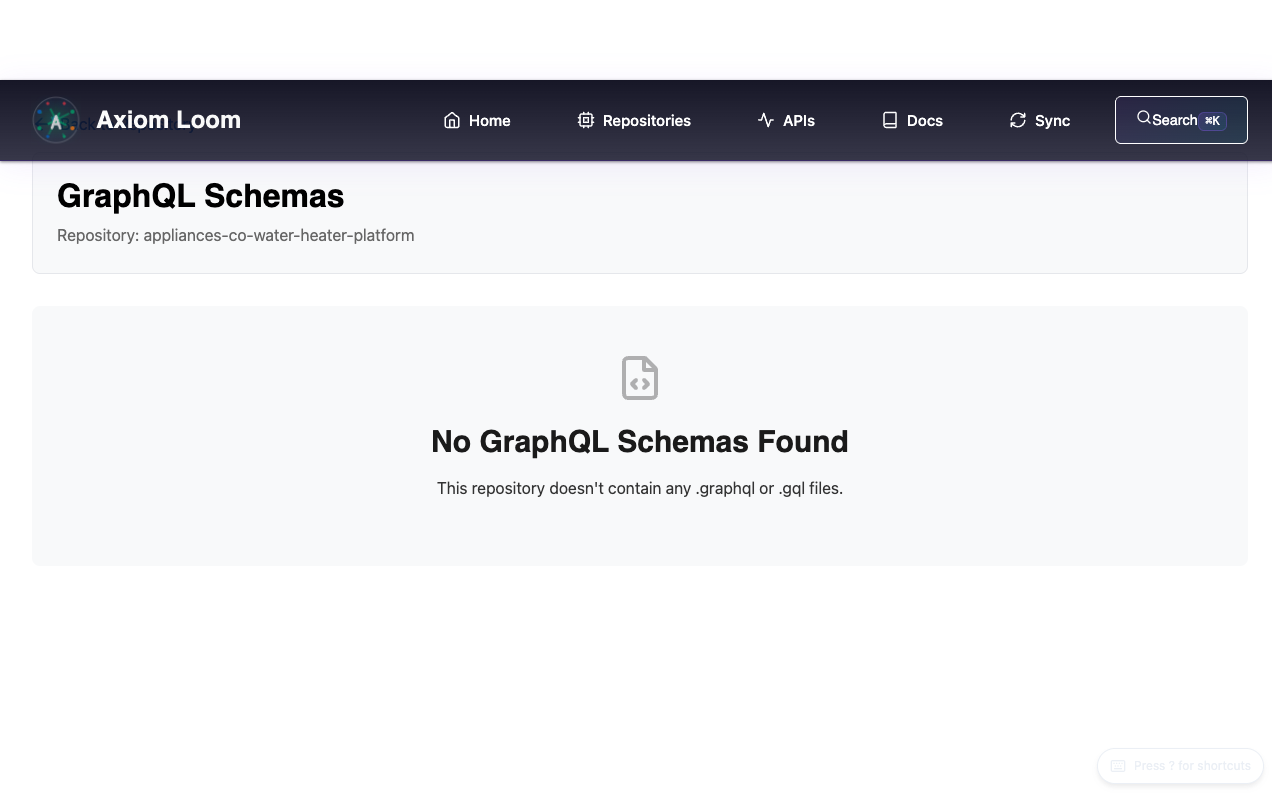 A
Axiom Loom
Home
Repositories
APIs
Docs
Sync
Search ⌘K
GraphQL Schemas
Repository: appliances-co-water-heater-platform
No GraphQL Schemas Found
This repository doesn't contain any .graphql or .gql files.
Press ? for shortcuts